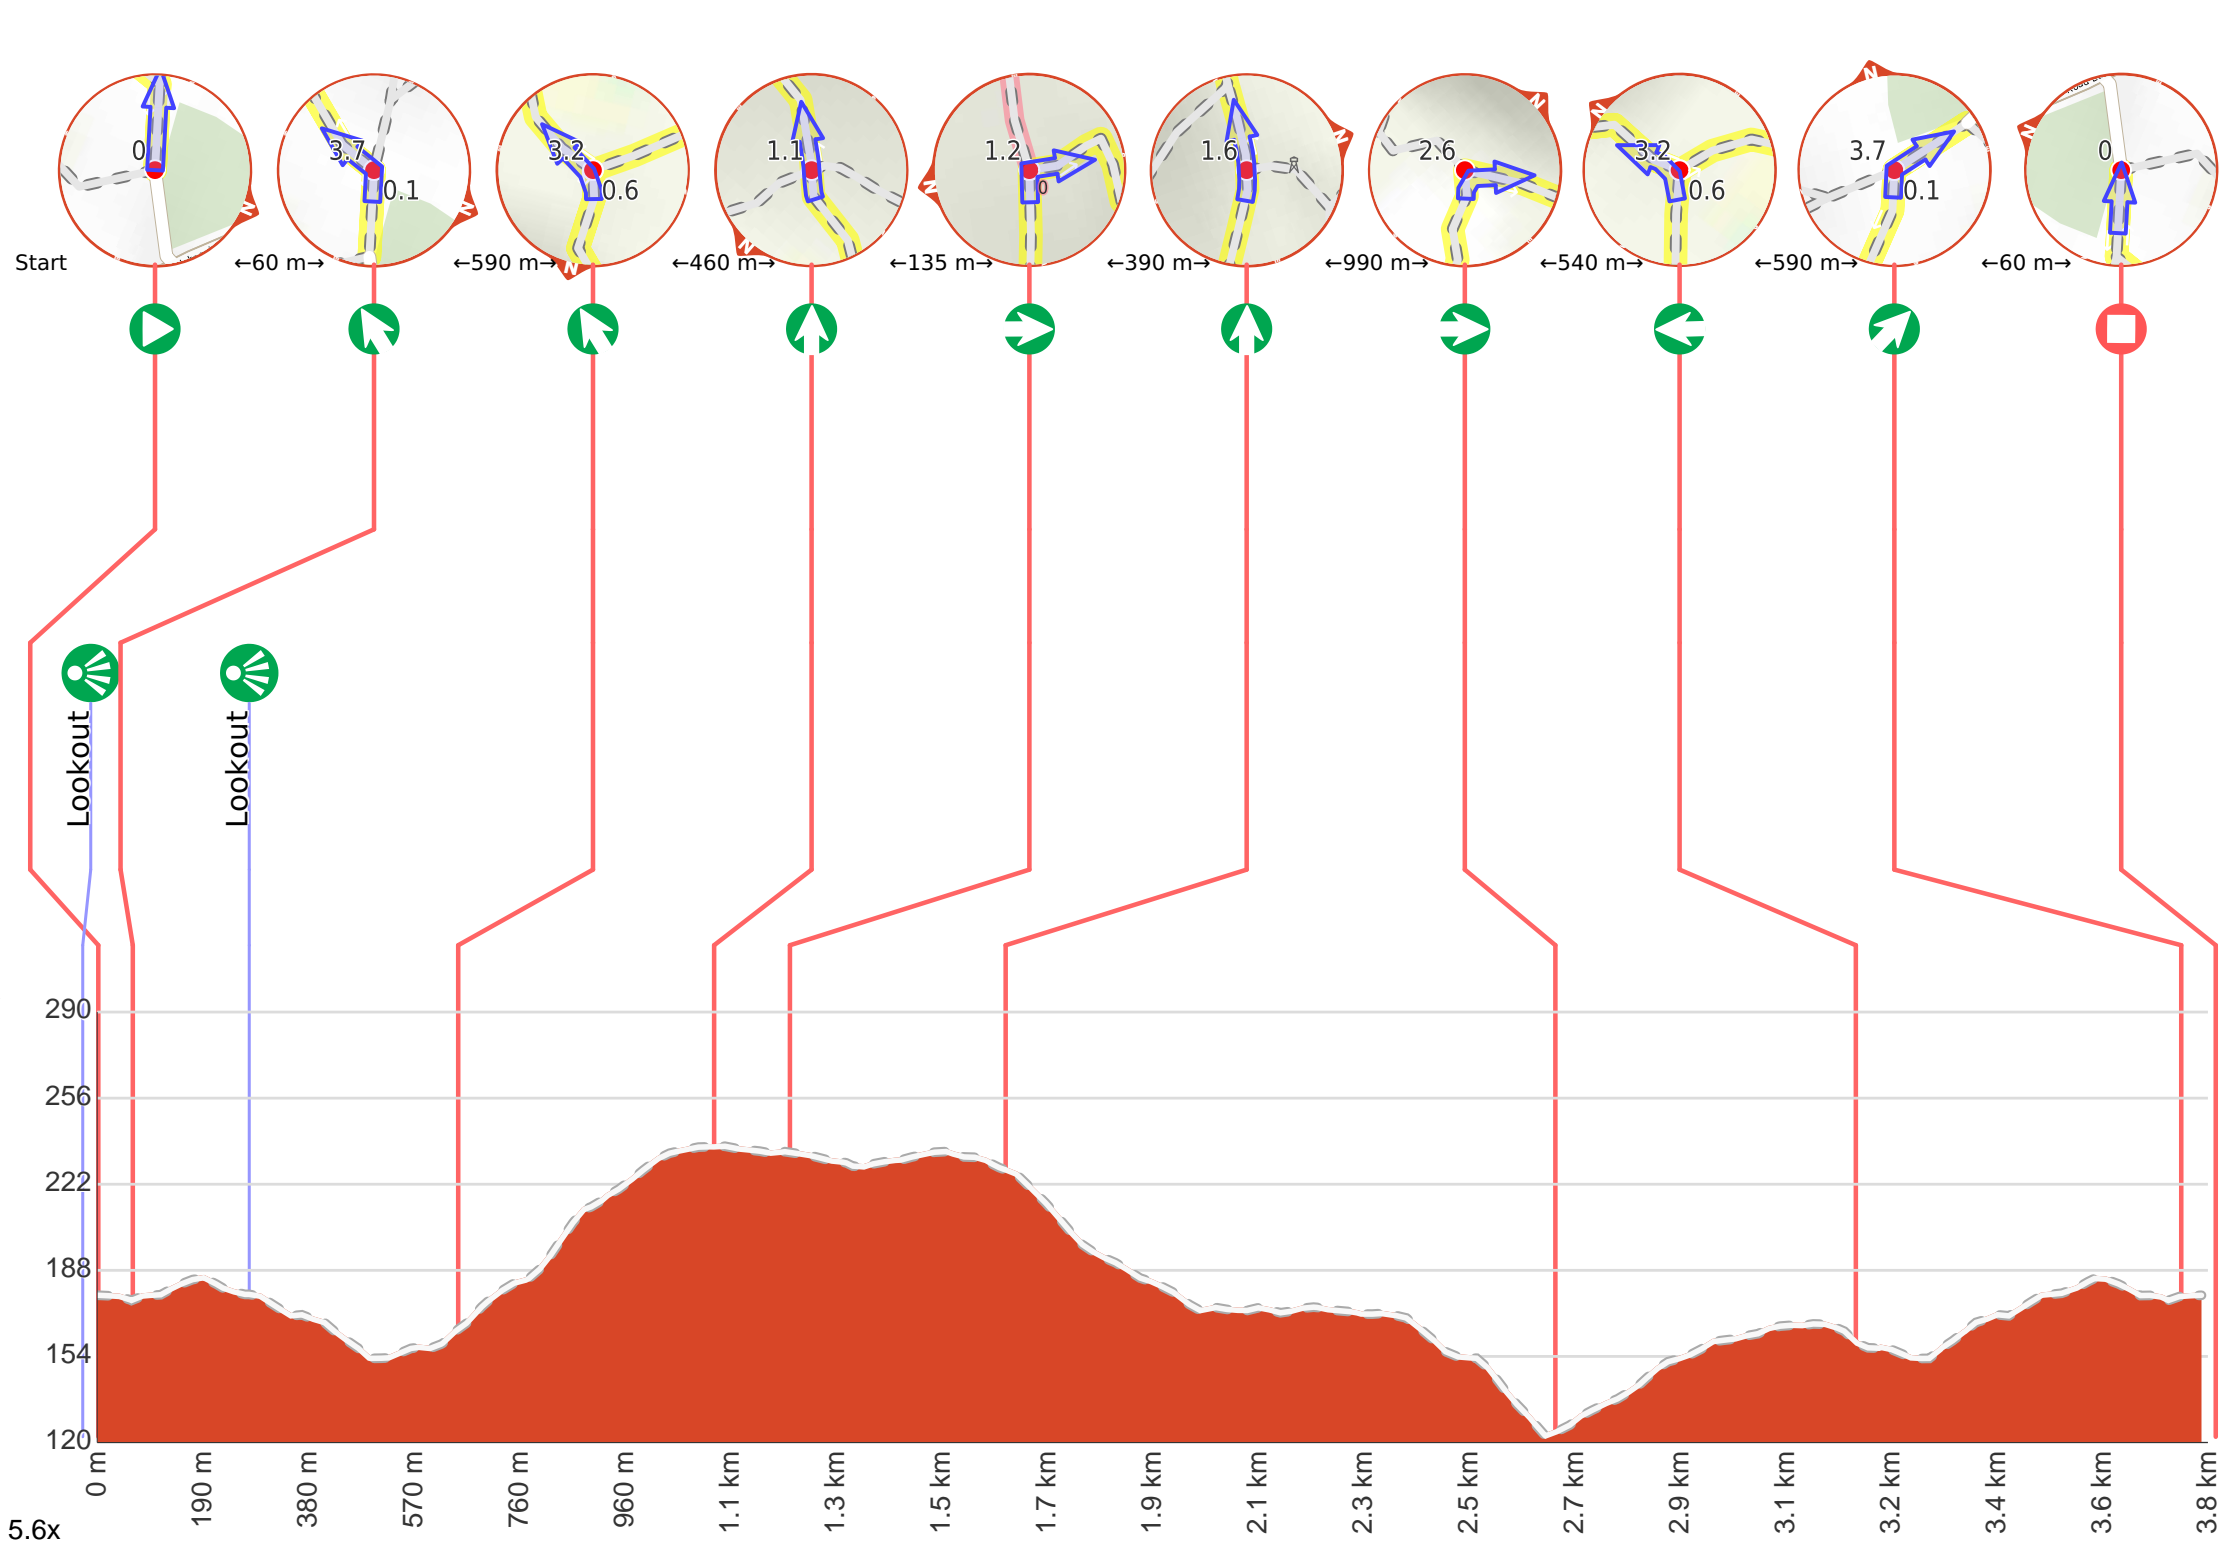 0
3.7
0.1
3.2
0.6
1.1
1.2
0
1.6
2.6
3.2
0.6
3.7
0.1
0
N
N
N
N
N
N
N
N
N
N
Start
←60 m→
←590 m→
←460 m→
←135 m→
←390 m→
←990 m→
←540 m→
←590 m→
←60 m→
Lookout
Lookout
290
256
222
188
154
120
0 m
190 m
380 m
570 m
760 m
960 m
1.1 km
1.3 km
1.5 km
1.7 km
1.9 km
2.1 km
2.3 km
2.5 km
2.7 km
2.9 km
3.1 km
3.2 km
3.4 km
3.6 km
3.8 km
5.6x